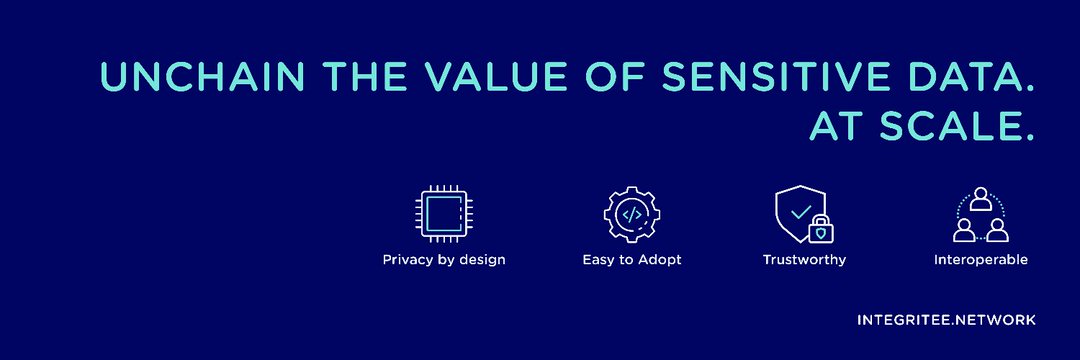 UNCHAIN THE VALUE OF SENSITIVE DATA.
AT SCALE.
Privacy by design
Easy to Adopt
Trustworthy
Interoperable
INTEGRITEE.NETWORK